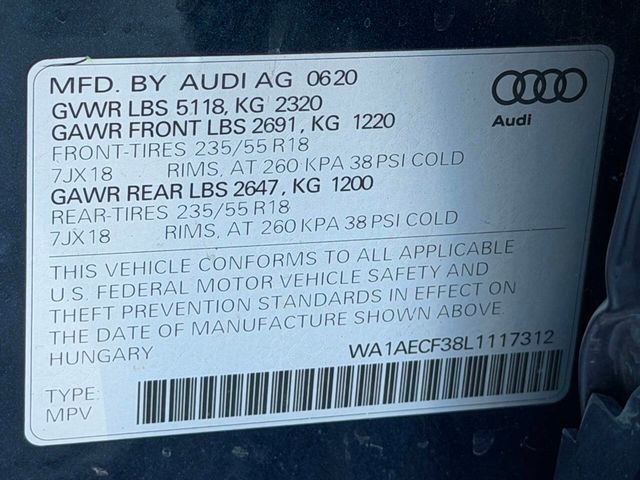 MFD. BY AUDI AG 0620
GVWR LBS 5118, KG 2320
GAWR FRONT LBS 2691, KG 1220
FRONT-TIRES 235/55 R18
7JX18 RIMS, AT 260 KPA 38 PSI COLD
GAWR REAR LBS 2647, KG 1200
REAR-TIRES 235/55 R18
7JX18 RIMS, AT 260 KPA 38 PSI COLD
Audi
THIS VEHICLE CONFORMS TO ALL APPLICABLE
U.S. FEDERAL MOTOR VEHICLE SAFETY AND
THEFT PREVENTION STANDARDS IN EFFECT ON
THE DATE OF MANUFACTURE SHOWN ABOVE.
HUNGARY WA1AECF38L1117312
TYPE:
MPV